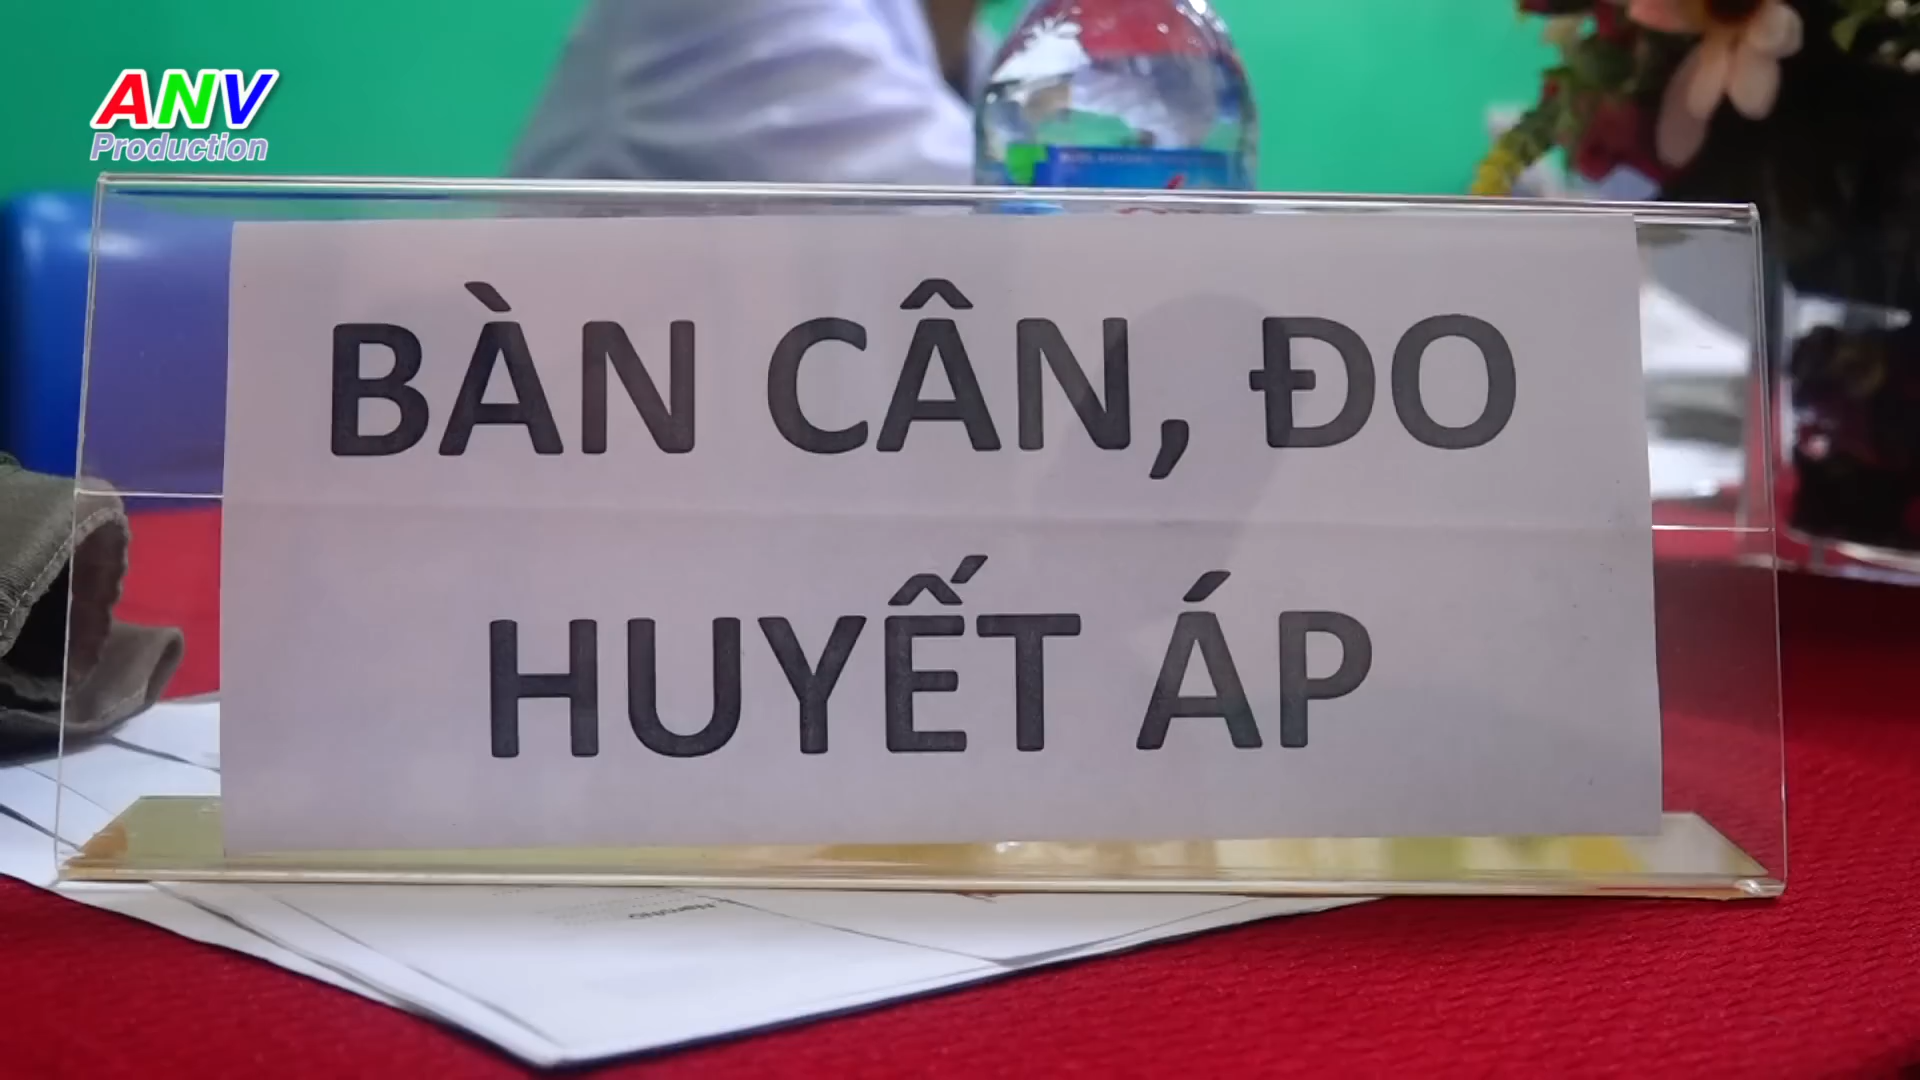 ANV
Production
BÀN CÂN, ĐO
HUYẾT ÁP